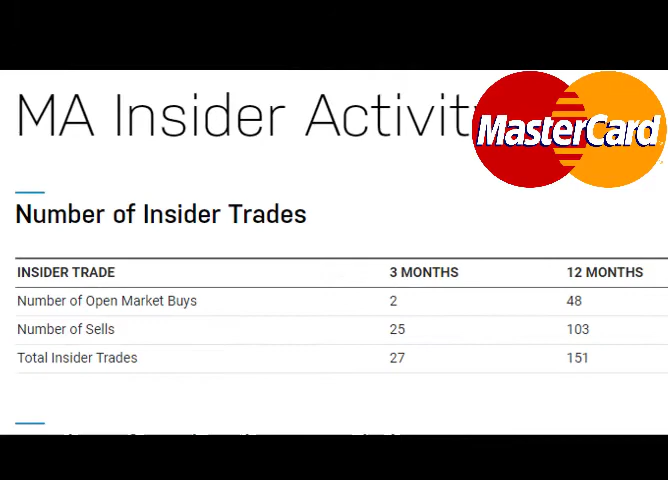 MA Insider Activity
MasterCard
Number of Insider Trades
INSIDER TRADE 3 MONTHS 12 MONTHS
Number of Open Market Buys 2 48
Number of Sells 25 103
Total Insider Trades 27 151